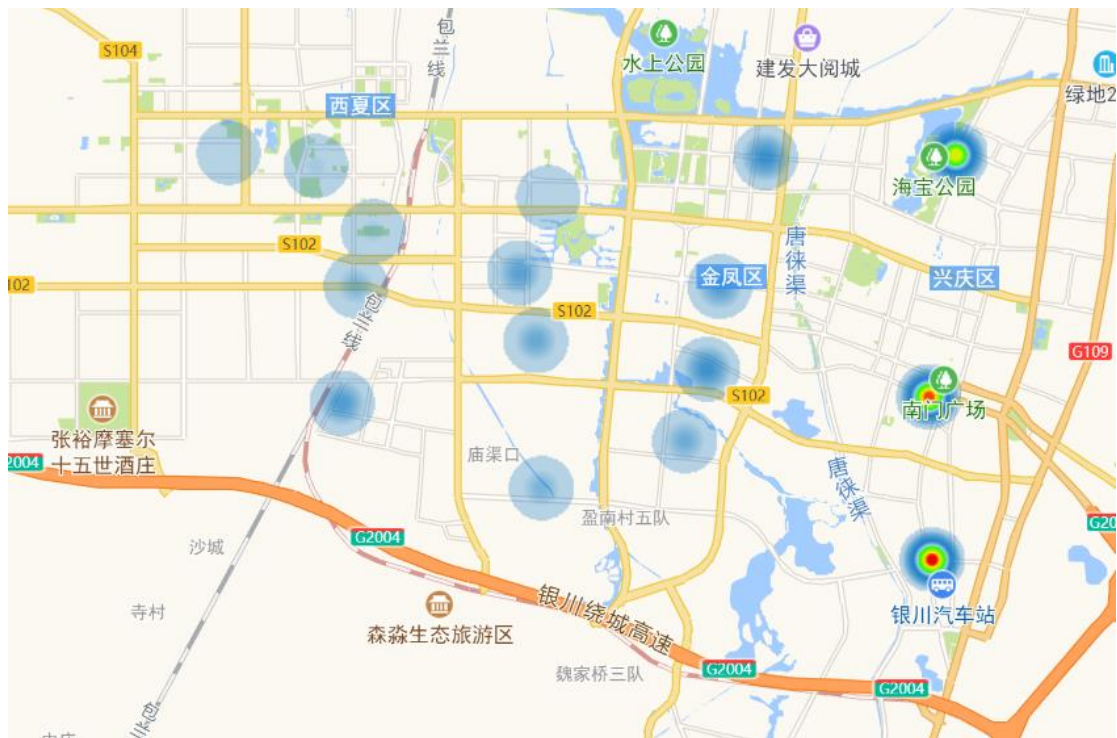 包兰线
S104
水上公园
建发大阅城
绿地2
西夏区
海宝公园
唐徕渠
S102
金凤区
兴庆区
102
包兰线
S102
G109
S102
南门广场
张裕摩塞尔
十五世酒庄
G2004
庙渠口
唐徕渠
盈南村五队
G20
沙城
G2004
银川绕城高速
寺村
森淼生态旅游区
银川汽车站
魏家桥三队
G2004
G2004